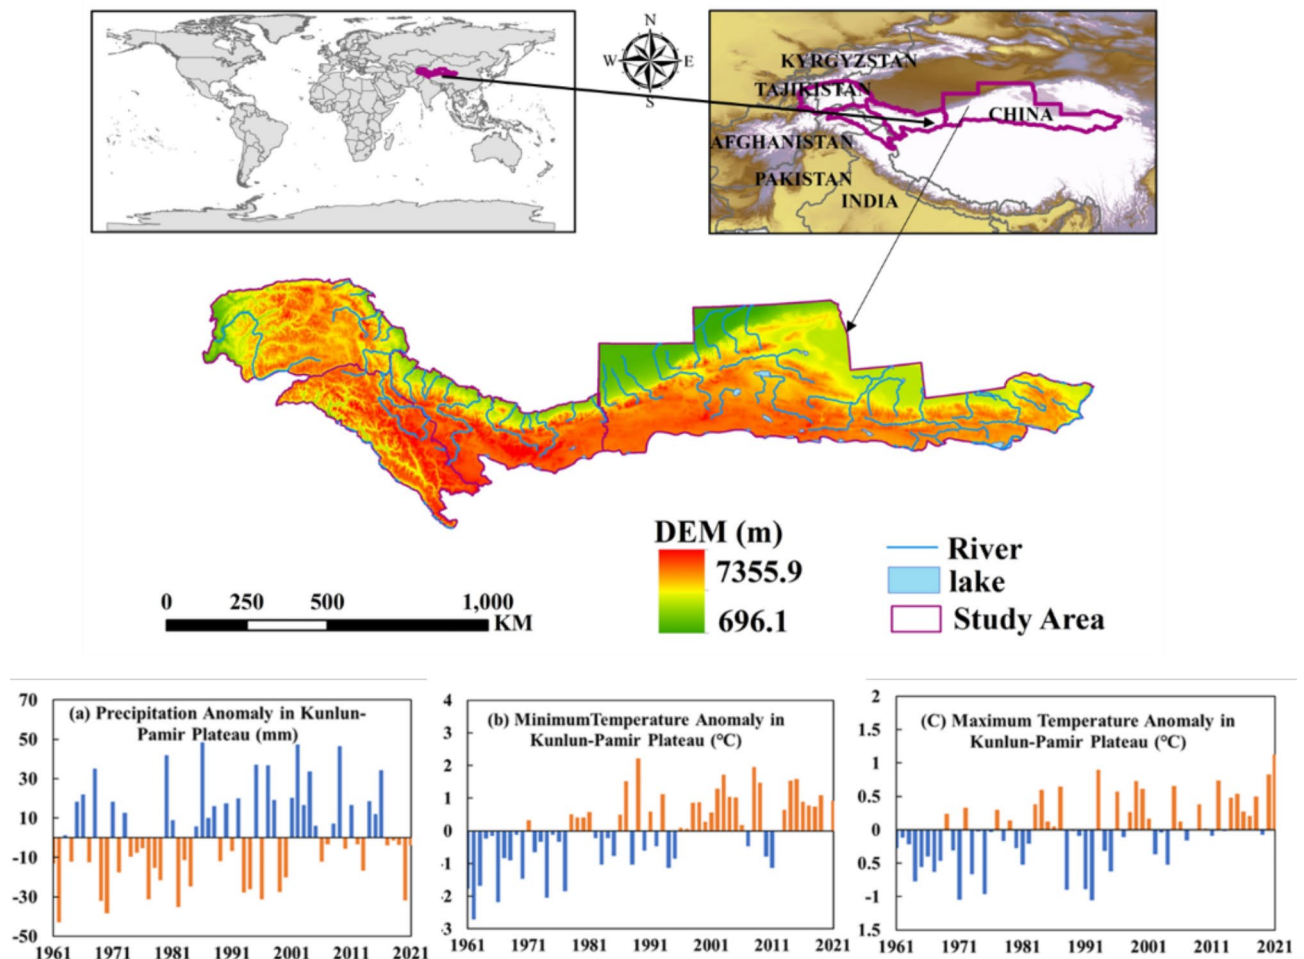 N
W
E
S
KYRGYZSTAN
TAJIKISTAN
CHINA
AFGHANISTAN
PAKISTAN
INDIA
DEM (m)
7355.9
696.1
River
lake
Study Area
0 250 500 1,000
KM
(a) Precipitation Anomaly in Kunlun-
Pamir Plateau (mm)
70
50
30
10
-10
-30
-50
1961 1971 1981 1991 2001 2011 2021
(b) MinimumTemperature Anomaly in
Kunlun-Pamir Plateau (°C)
4
3
2
1
0
-1
-2
-3
1961 1971 1981 1991 2001 2011 2021
(C) Maximum Temperature Anomaly in
Kunlun-Pamir Plateau (°C)
2
1.5
1
0.5
0
0.5
-1
1.5
1961 1971 1981 1991 2001 2011 2021